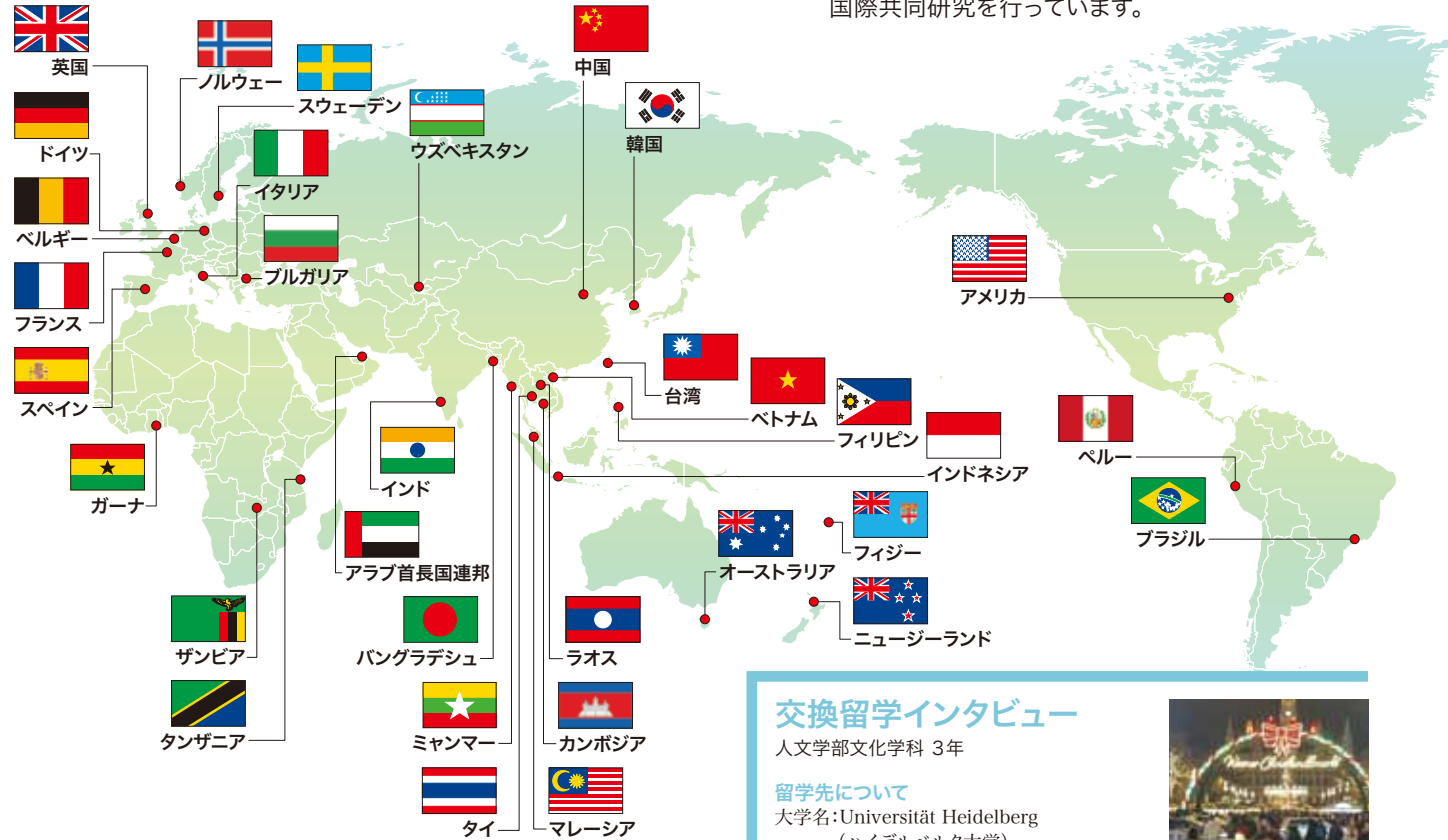 国際共同研究を行っています。
英国
ノルウェー
中国
スウェーデン
ドイツ
ウズベキスタン
韓国
イタリア
ベルギー
ブルガリア
アメリカ
フランス
スペイン
台湾
ベトナム
フィリピン
ペルー
インドネシア
ガーナ
インド
ブラジル
フィジー
アラブ首長国連邦
オーストラリア
ニュージーランド
ザンビア
バングラデシュ
ラオス
タンザニア
ミャンマー
カンボジア
タイ
マレーシア
交換留学インタビュー
人文学部文化学科 3年
留学先について
大学名:Universität Heidelberg
(ハイデルベルク大学)